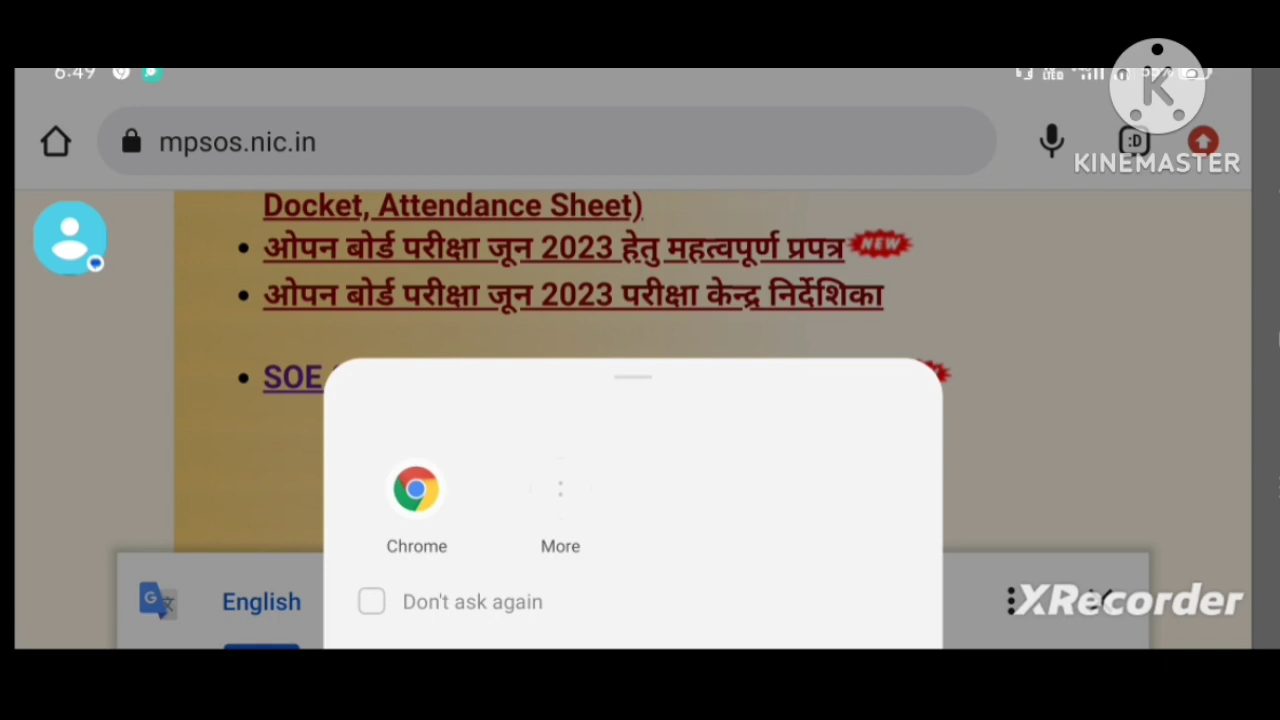 6:49
mpsos.nic.in
:D
K
KINEMASTER
Docket, Attendance Sheet)
ओपन बोर्ड परीक्षा जून 2023 हेतु महत्वपूर्ण प्रपत्र NEW
ओपन बोर्ड परीक्षा जून 2023 परीक्षा केन्द्र निर्देशिका
SOE
Chrome
More
English
Don't ask again
XRecorder